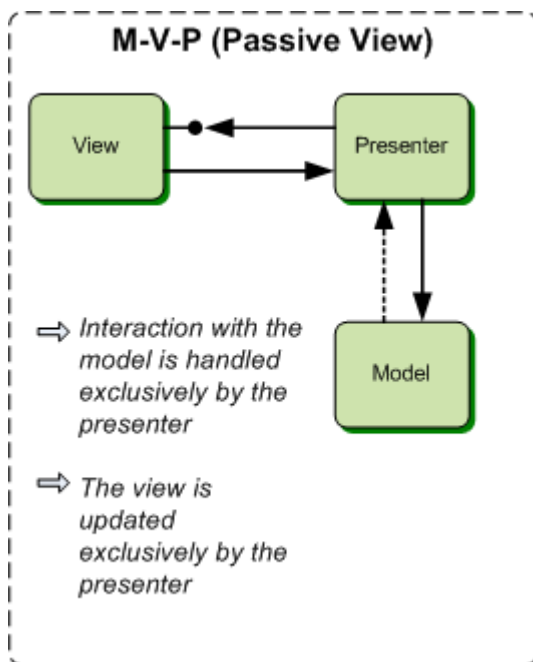 M-V-P (Passive View)
View
Presenter
Model
Interaction with the
model is handled
exclusively by the
presenter
The view is
updated
exclusively by the
presenter